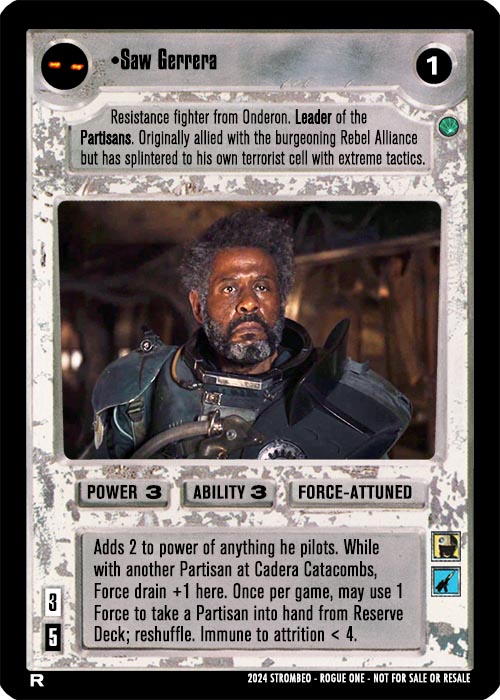 •Saw Gerrera
1
Resistance fighter from Onderon. Leader of the
Partisans. Originally allied with the burgeoning Rebel Alliance
but has splintered to his own terrorist cell with extreme tactics.
POWER 3
ABILITY 3
FORCE-ATTUNED
Adds 2 to power of anything he pilots. While
with another Partisan at Cadera Catacombs,
Force drain +1 here. Once per game, may use 1
Force to take a Partisan into hand from Reserve
Deck; reshuffle. Immune to attrition < 4.
3
5
R
2024 STROMBEO - ROGUE ONE - NOT FOR SALE OR RESALE